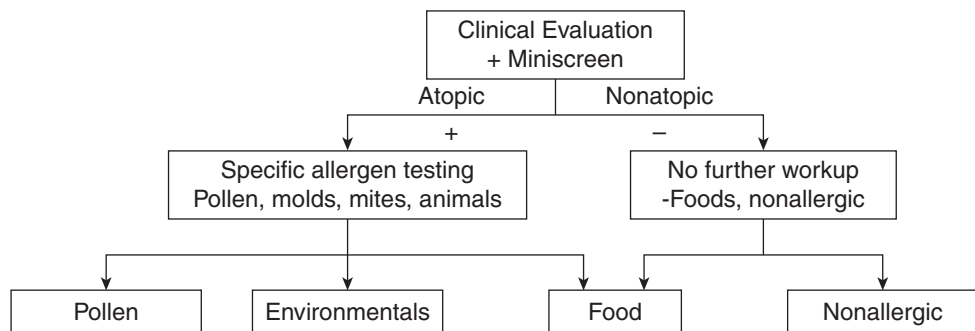 Clinical Evaluation
+ Miniscreen
Atopic
Nonatopic
+
–
Specific allergen testing
Pollen, molds, mites, animals
No further workup
-Foods, nonallergic
Pollen
Environmentals
Food
Nonallergic